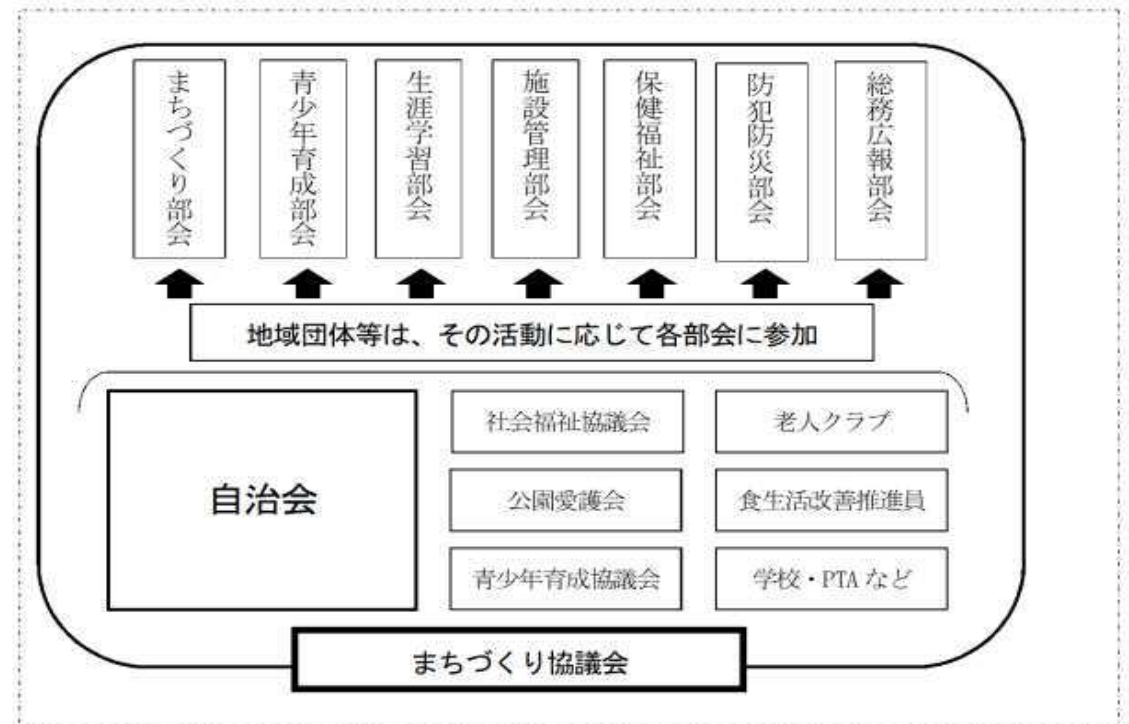 まちづくり部会
青少年育成部会
生涯学習部会
施設管理部会
保健福祉部会
防犯防災部会
総務広報部会
地域団体等は、その活動に応じて各部会に参加
自治会
社会福祉協議会
老人クラブ
公園愛護会
食生活改善推進員
青少年育成協議会
学校・PTA など
まちづくり協議会